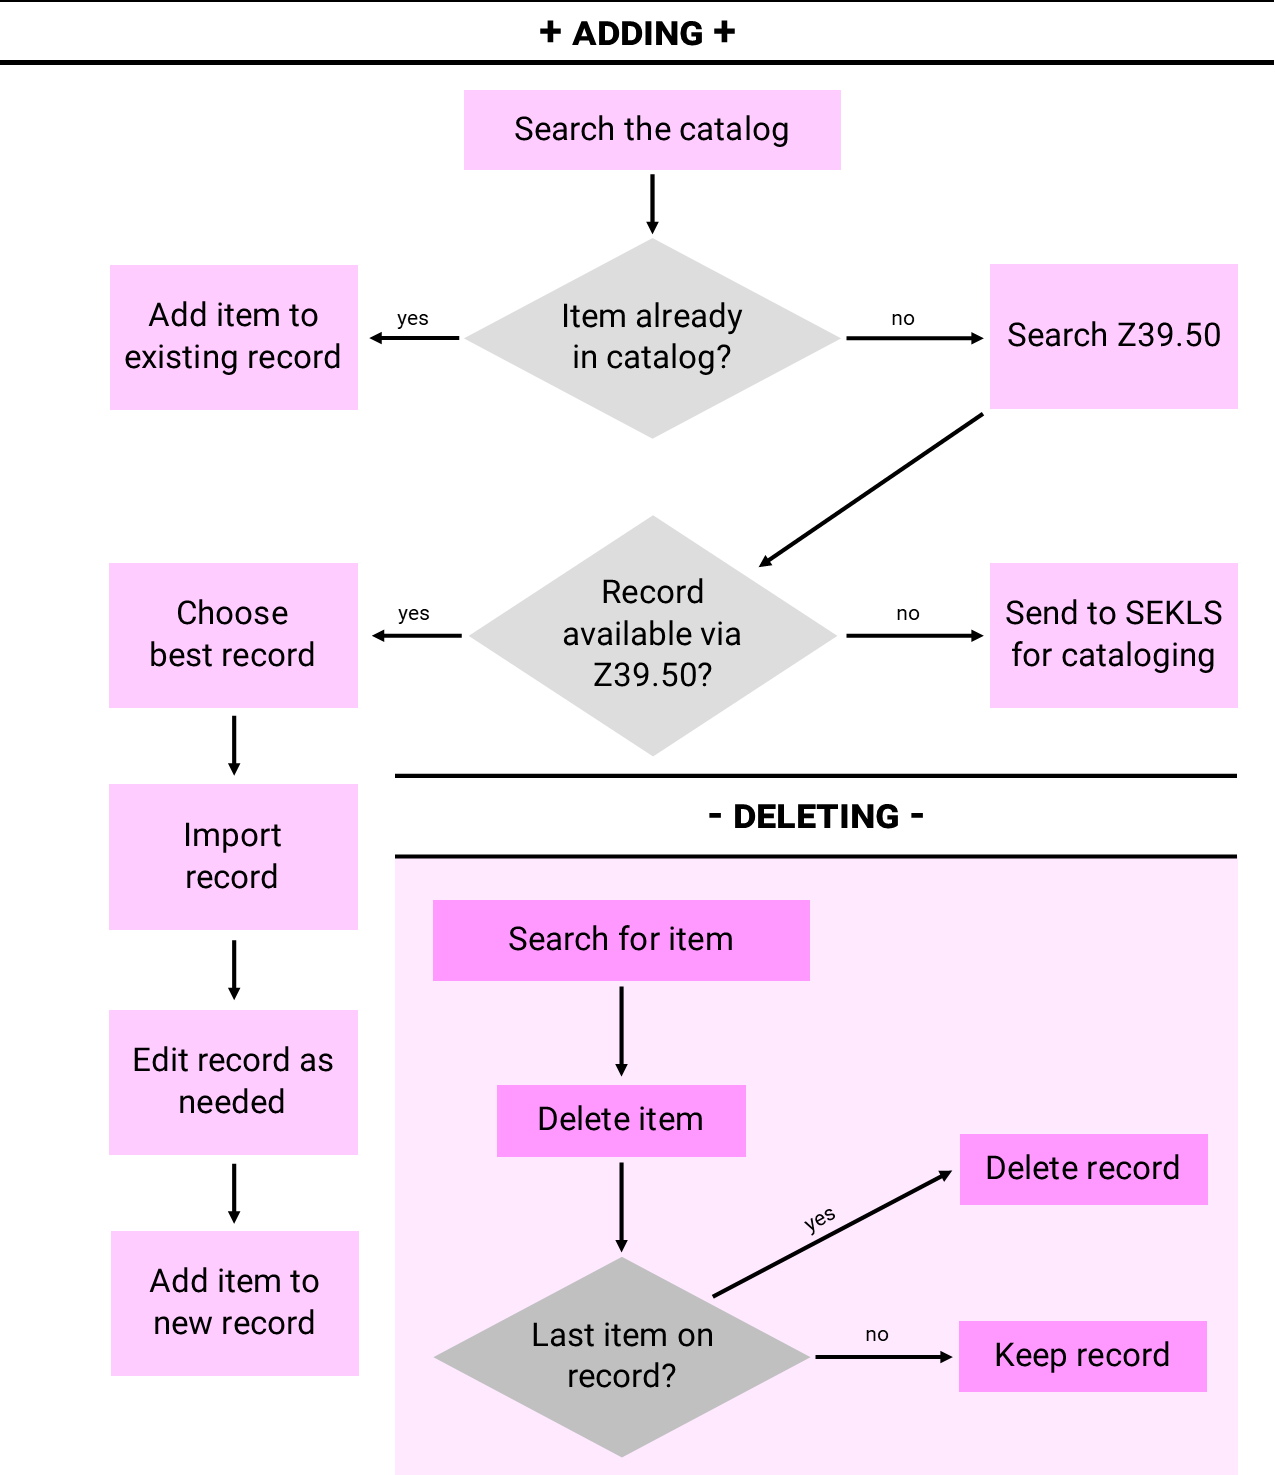 + ADDING +
Search the catalog
Item already
in catalog?
yes
no
Add item to
existing record
Search Z39.50
Record
available via
Z39.50?
yes
no
Choose
best record
Send to SEKLS
for cataloging
Import
record
Edit record as
needed
Add item to
new record
- DELETING -
Search for item
Delete item
Last item on
record?
yes
Delete record
no
Keep record